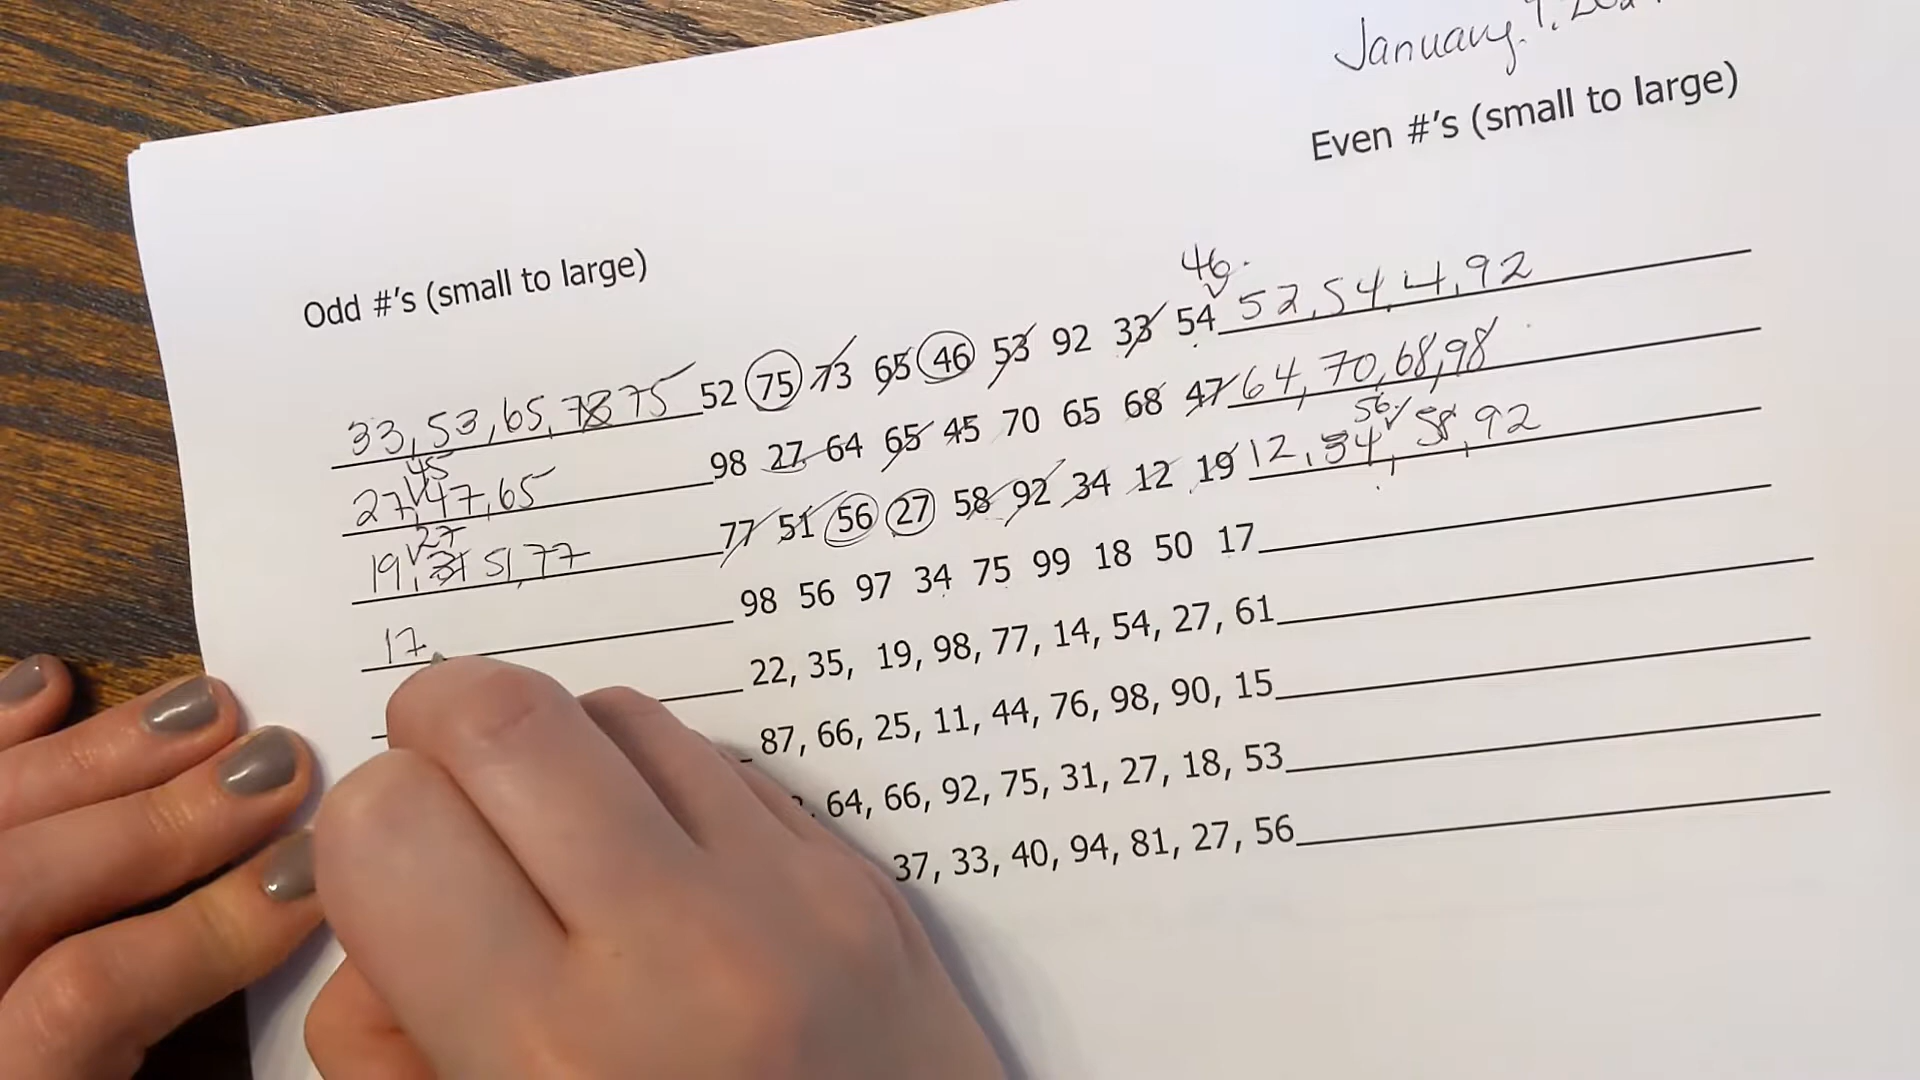 January 9, 202
Even #'s (small to large)
Odd #'s (small to large)
46
33, 53, 65, 73 75 52 75 73 65 46 53 92 33 54 52, 54, 4, 92
45
27, 47, 65 98 27 64 65 45 70 65 68 47 64, 70, 68, 98
27 56
19, 51, 77 77 51 56 27 58 92 34 12 19 12, 34, 58, 92
17 98 56 97 34 75 99 18 50 17
22, 35, 19, 98, 77, 14, 54, 27, 61
87, 66, 25, 11, 44, 76, 98, 90, 15
64, 66, 92, 75, 31, 27, 18, 53
37, 33, 40, 94, 81, 27, 56